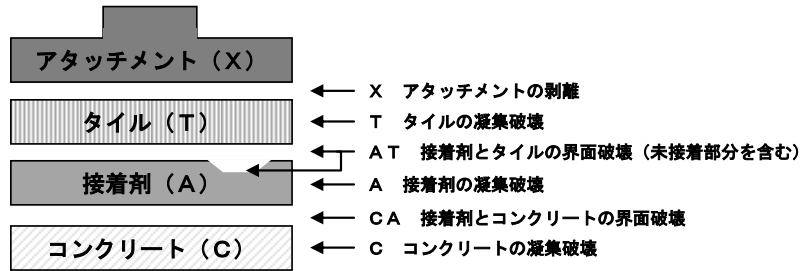 アタッチメント（X）
X　アタッチメントの剥離
タイル（T）
T　タイルの凝集破壊
AT　接着剤とタイルの界面破壊（未接着部分を含む）
接着剤（A）
A　接着剤の凝集破壊
CA　接着剤とコンクリートの界面破壊
コンクリート（C）
C　コンクリートの凝集破壊